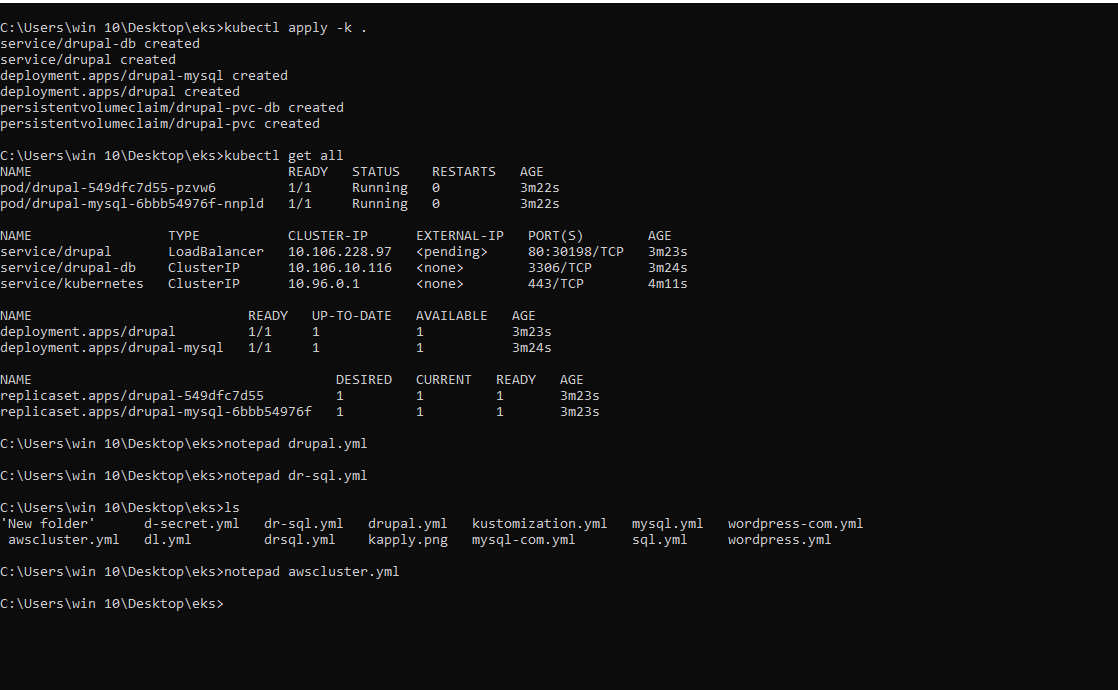 C:\Users\win 10\Desktop\eks>kubectl apply -k .
service/drupal-db created
service/drupal created
deployment.apps/drupal-mysql created
deployment.apps/drupal created
persistentvolumeclaim/drupal-pvc-db created
persistentvolumeclaim/drupal-pvc created
C:\Users\win 10\Desktop\eks>kubectl get all
NAME READY STATUS RESTARTS AGE
pod/drupal-549dfc7d55-pzvw6 1/1 Running 0 3m22s
pod/drupal-mysql-6bbb54976f-nnpld 1/1 Running 0 3m22s
NAME TYPE CLUSTER-IP EXTERNAL-IP PORT(S) AGE
service/drupal LoadBalancer 10.106.228.97 <pending> 80:30198/TCP 3m23s
service/drupal-db ClusterIP 10.106.10.116 <none> 3306/TCP 3m24s
service/kubernetes ClusterIP 10.96.0.1 <none> 443/TCP 4m11s
NAME READY UP-TO-DATE AVAILABLE AGE
deployment.apps/drupal 1/1 1 1 3m23s
deployment.apps/drupal-mysql 1/1 1 1 3m24s
NAME DESIRED CURRENT READY AGE
replicaset.apps/drupal-549dfc7d55 1 1 1 3m23s
replicaset.apps/drupal-mysql-6bbb54976f 1 1 1 3m23s
C:\Users\win 10\Desktop\eks>notepad drupal.yml
C:\Users\win 10\Desktop\eks>notepad dr-sql.yml
C:\Users\win 10\Desktop\eks>ls
'New folder' d-secret.yml dr-sql.yml drupal.yml kustomization.yml mysql.yml wordpress-com.yml
awscluster.yml dl.yml drsql.yml kapply.png mysql-com.yml sql.yml wordpress.yml
C:\Users\win 10\Desktop\eks>notepad awscluster.yml
C:\Users\win 10\Desktop\eks>